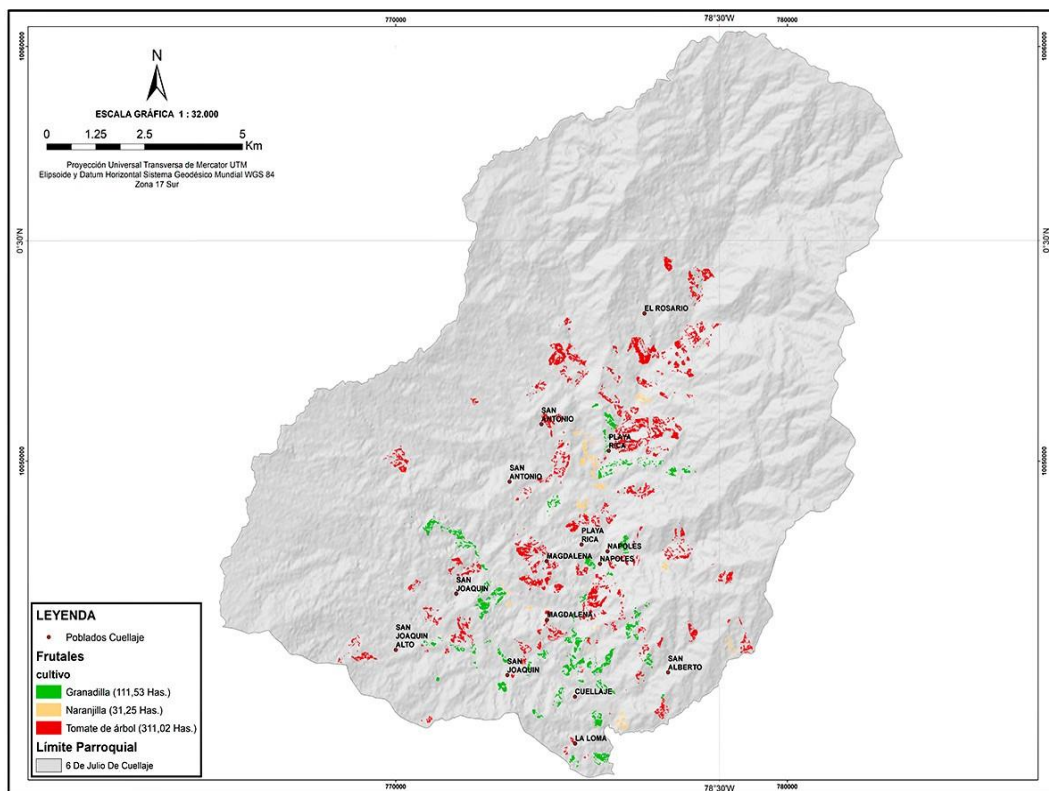 770000
78°30'W
780000
10060000
10060000
N
ESCALA GRÁFICA 1 : 32.000
0 1.25 2.5 5
Km
Proyección Universal Transversa de Mercator UTM
Elipsoide y Datum Horizontal Sistema Geodésico Mundial WGS 84
Zona 17 Sur
0°30'N
0°30'N
EL ROSARIO
SAN
ANTONIO
PLAYA
RICA
10050000
10050000
SAN
ANTONIO
PLAYA
RICA
NAPOLES
MAGDALENA
NAPOLES
SAN
JOAQUIN
MAGDALENA
SAN
JOAQUIN
ALTO
SAN
JOAQUIN
SAN
ALBERTO
CUELLAJE
LA LOMA
LEYENDA
Poblados Cuellaje
Frutales
cultivo
Granadilla (111,53 Has.)
Naranjilla (31,25 Has.)
Tomate de árbol (311,02 Has.)
Límite Parroquial
6 De Julio De Cuellaje
770000
78°30'W
780000